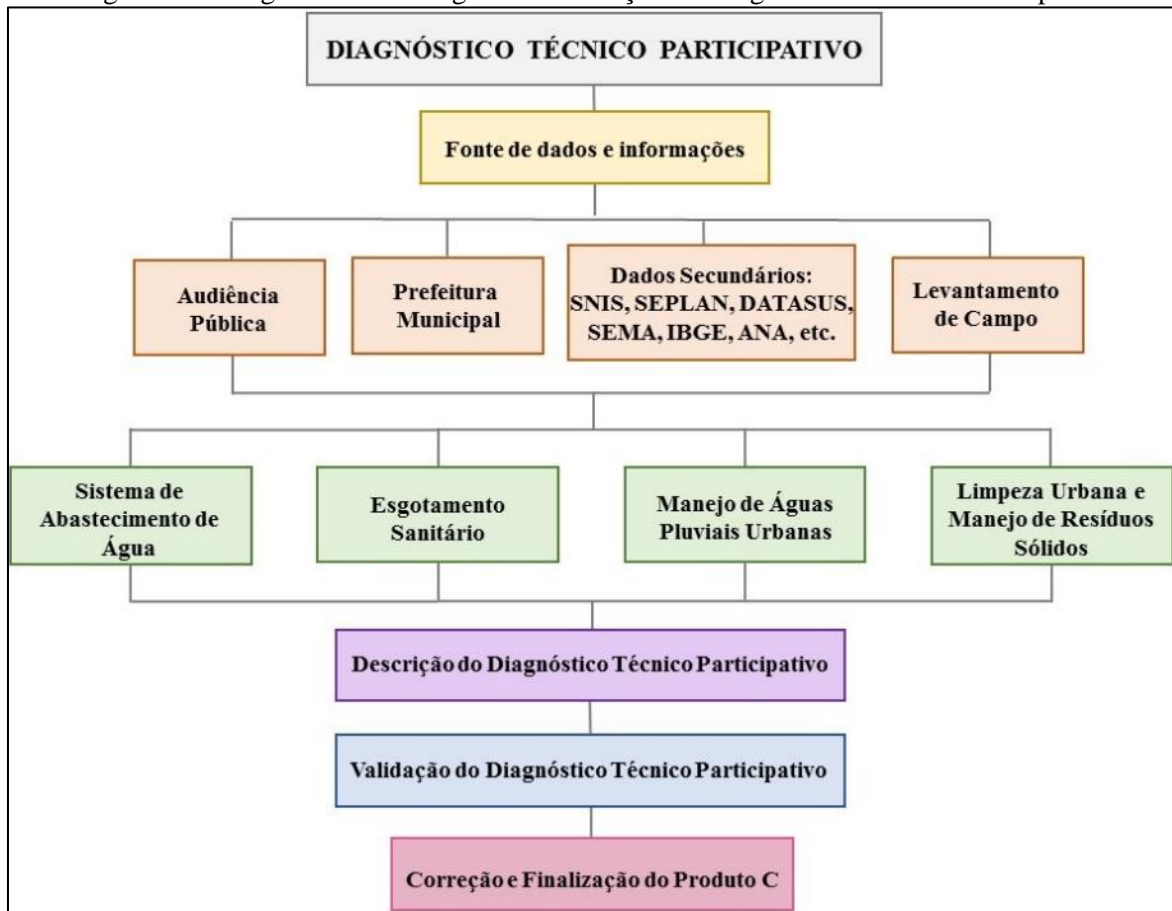 DIAGNÓSTICO TÉCNICO PARTICIPATIVO
Fonte de dados e informações
Audiência
Pública
Prefeitura
Municipal
Dados Secundários:
SNIS, SEPLAN, DATASUS,
SEMA, IBGE, ANA, etc.
Levantamento
de Campo
Sistema de
Abastecimento de
Água
Esgotamento
Sanitário
Manejo de Águas
Pluviais Urbanas
Limpeza Urbana e
Manejo de Resíduos
Sólidos
Descrição do Diagnóstico Técnico Participativo
Validação do Diagnóstico Técnico Participativo
Correção e Finalização do Produto C